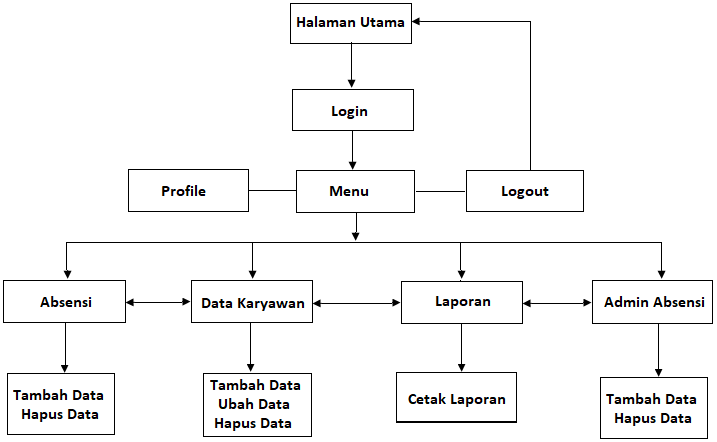 Halaman Utama
Login
Profile
Menu
Logout
Absensi
Data Karyawan
Laporan
Admin Absensi
Tambah Data
Hapus Data
Tambah Data
Ubah Data
Hapus Data
Cetak Laporan
Tambah Data
Hapus Data